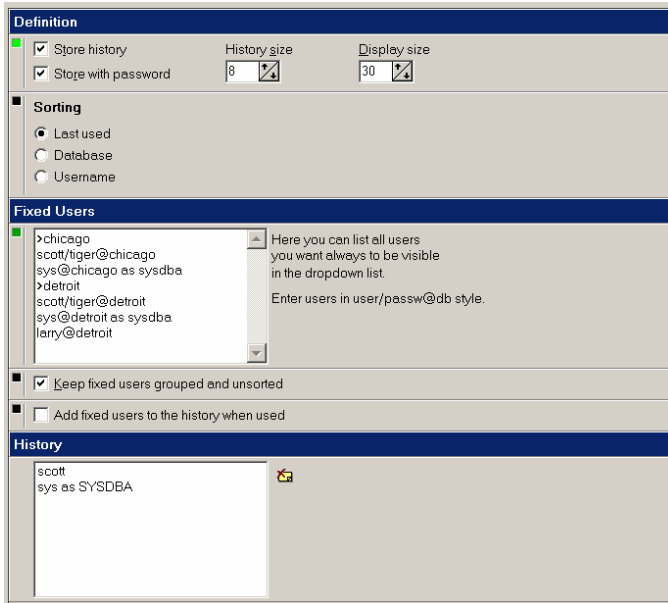 Definition
Store history
History size
Display size
8
30
Store with password
Sorting
Last used
Database
Username
Fixed Users
>chicago
scott/tiger@chicago
sys@chicago as sysdba
>detroit
scott/tiger@detroit
sys@detroit as sysdba
larry@detroit
Here you can list all users
you want always to be visible
in the dropdown list.
Enter users in user/passw@db style.
Keep fixed users grouped and unsorted
Add fixed users to the history when used
History
scott
sys as SYSDBA